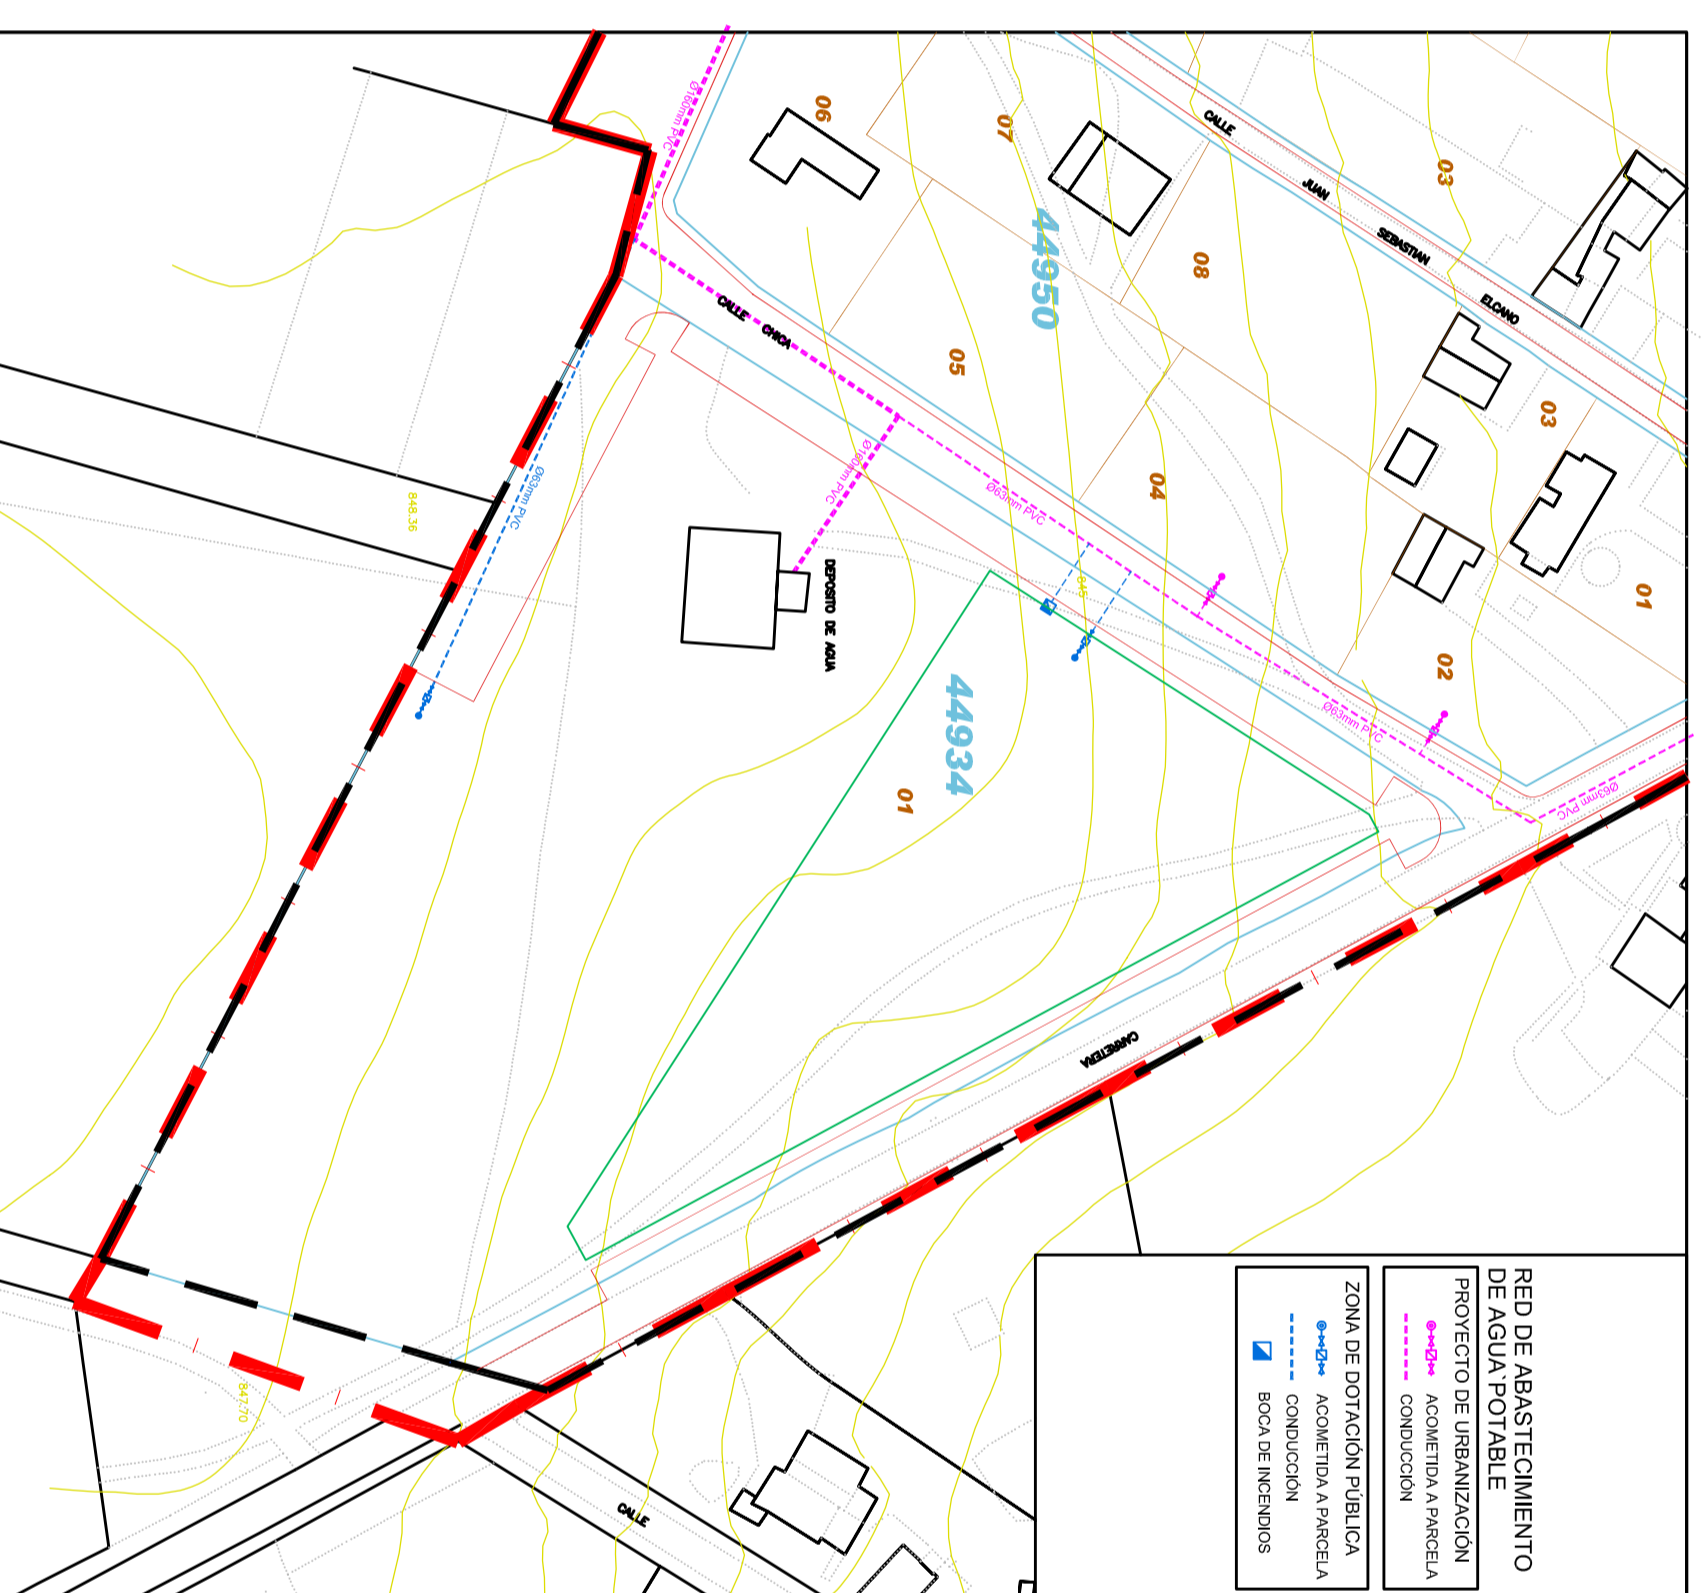 RED DE ABASTECIMIENTO
DE AGUA`POTABLE
PROYECTO DE URBANIZACIÓN
ACOMETIDA A PARCELA
CONDUCCIÓN
ZONA DE DOTACIÓN PÚBLICA
ACOMETIDA A PARCELA
CONDUCCIÓN
BOCA DE INCENDIOS
CALLE JUAN SEBASTIAN ELCANO
CALLE CHICA
CARRETERA
CALLE
DEPOSITO DE AGUA
44950
44934
06
07
08
03
03
05
04
02
01
01
Ø160mm PVC
Ø160mm PVC
Ø63mm PVC
Ø63mm PVC
Ø63mm PVC
Ø63mm PVC
848.36
845
847.70